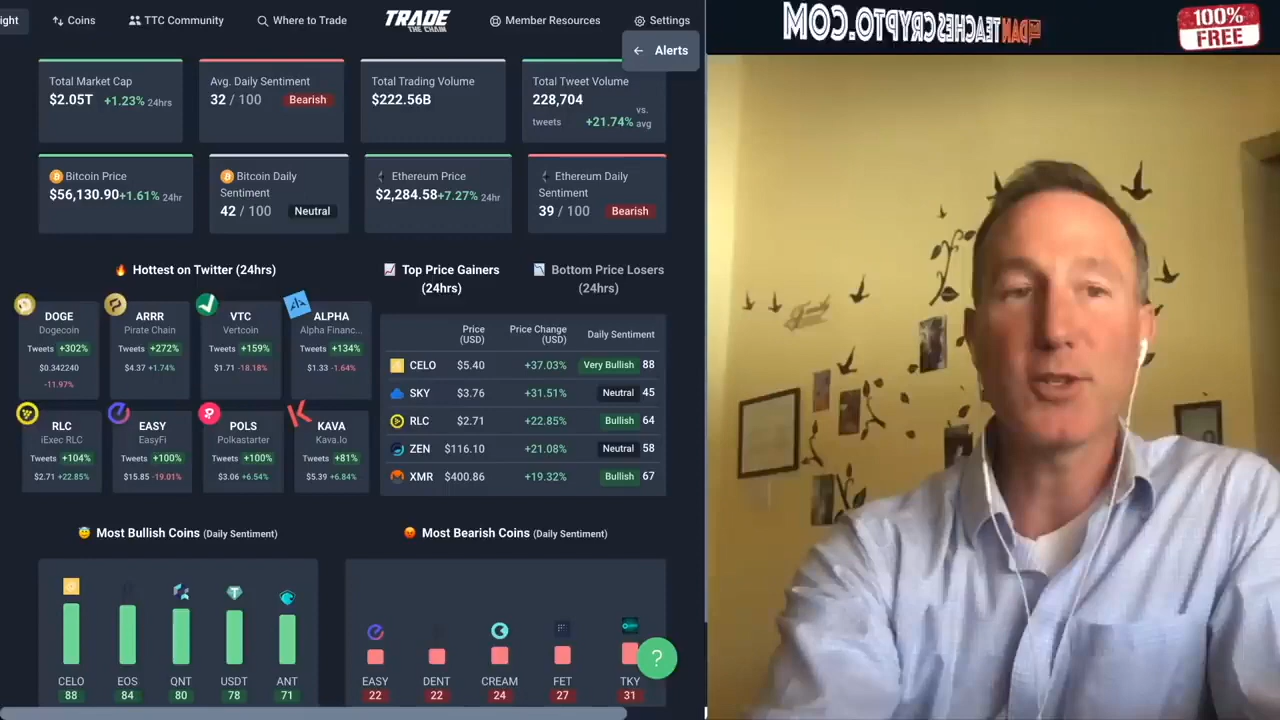 ight
Coins
TTC Community
Where to Trade
TRADE
THE CHAIN
Member Resources
Settings
Alerts
DANTEACHESCRYPTO.COM
100%
FREE
Total Market Cap
$2.05T +1.23% 24hrs
Avg. Daily Sentiment
32 / 100 Bearish
Total Trading Volume
$222.56B
Total Tweet Volume
228,704
tweets +21.74% vs. avg
Bitcoin Price
$56,130.90+1.61% 24hr
Bitcoin Daily
Sentiment
42 / 100 Neutral
Ethereum Price
$2,284.58+7.27% 24hr
Ethereum Daily
Sentiment
39 / 100 Bearish
Hottest on Twitter (24hrs)
DOGE
Dogecoin
Tweets +302%
$0.342240
-11.97%
ARRR
Pirate Chain
Tweets +272%
$4.37 +1.74%
VTC
Vertcoin
Tweets +159%
$1.71 -18.18%
ALPHA
Alpha Financ...
Tweets +134%
$1.33 -1.64%
RLC
iExec RLC
Tweets +104%
$2.71 +22.85%
EASY
EasyFi
Tweets +100%
$15.85 -19.01%
POLS
Polkastarter
Tweets +100%
$3.06 +6.54%
KAVA
Kava.Io
Tweets +81%
$5.39 +6.84%
Top Price Gainers
(24hrs)
Bottom Price Losers
(24hrs)
Price
(USD)
Price Change
(USD)
Daily Sentiment
CELO $5.40 +37.03% Very Bullish 88
SKY $3.76 +31.51% Neutral 45
RLC $2.71 +22.85% Bullish 64
ZEN $116.10 +21.08% Neutral 58
XMR $400.86 +19.32% Bullish 67
Most Bullish Coins (Daily Sentiment)
CELO EOS QNT USDT ANT
88 84 80 78 71
Most Bearish Coins (Daily Sentiment)
EASY DENT CREAM FET TKY
22 22 24 27 31
?